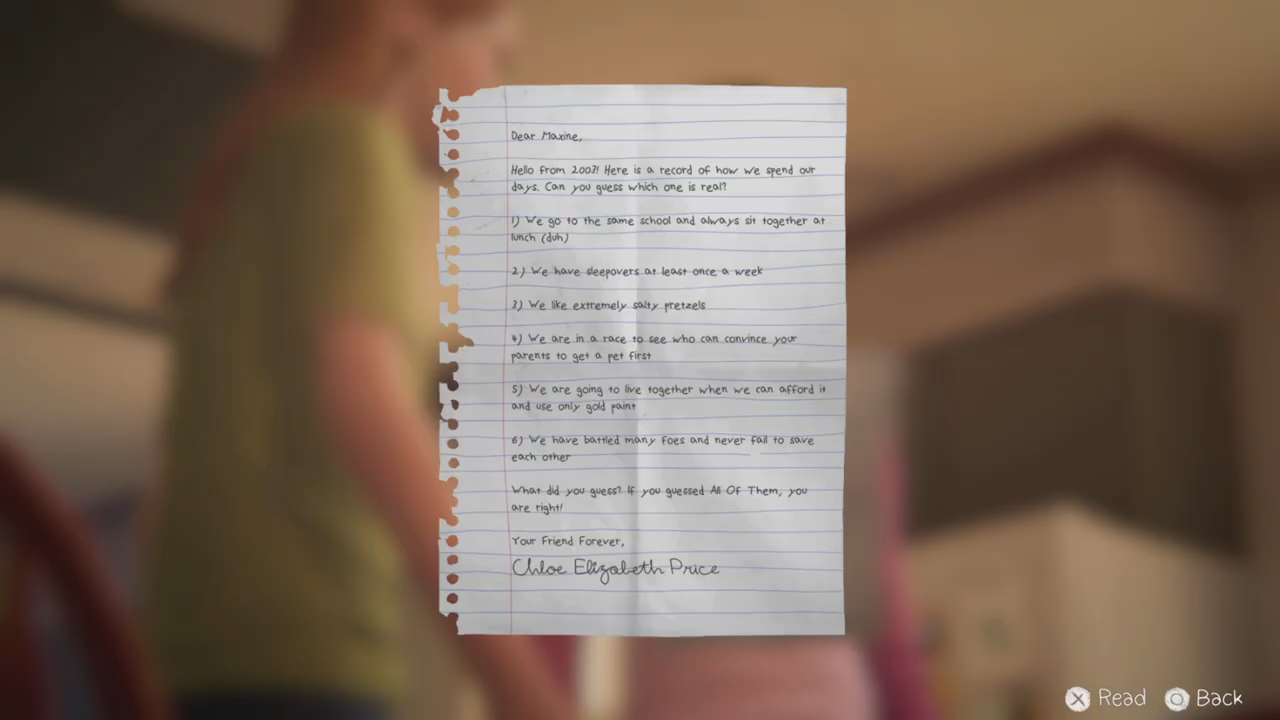 Dear Maxine,
Hello from 2003! Here is a record of how we spend our
days. Can you guess which one is real?
1) We go to the same school and always sit together at
lunch (duh)
2) We have sleepovers at least once a week
3) We like extremely salty pretzels
4) We are in a race to see who can convince your
parents to get a pet first
5) We are going to live together when we can afford it
and use only gold paint
6) We have battled many foes and never fail to save
each other
What did you guess? If you guessed All Of Them, you
are right!
Your Friend Forever,
Chloe Elizabeth Price
Read
Back